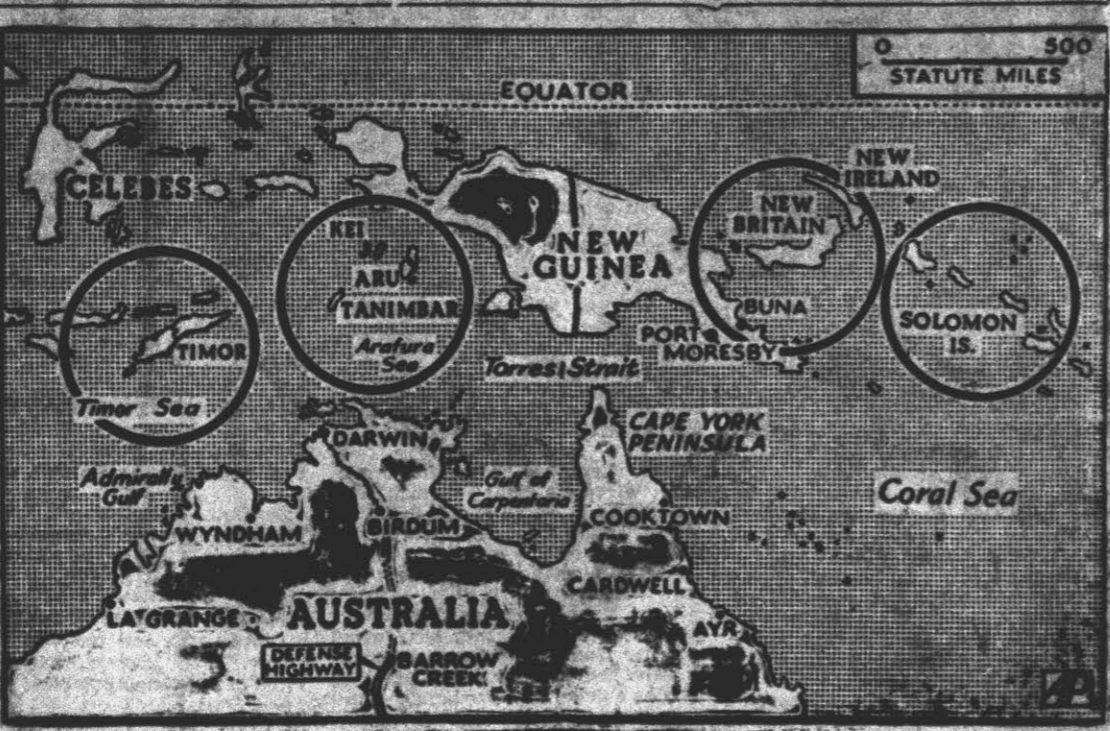 0 500
STATUTE MILES
EQUATOR
NEW
IRELAND
CELEBES
NEW
BRITAIN
KEI
NEW
GUINEA
ARU
TANIMBAR
BUNA
SOLOMON
IS.
PORT
MORESBY
TIMOR
Arafura
Sea
Torres Strait
Timor Sea
CAPE YORK
PENINSULA
DARWIN
Admirally
Gulf
Gulf of
Carpenteria
Coral Sea
WYNDHAM
BIRDUM
COOKTOWN
CARDWELL
LA GRANGE
AUSTRALIA
AYR
DEFENSE
HIGHWAY
BARROW
CREEK
AP